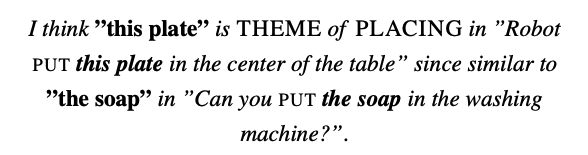 I think ”this plate” is THEME of PLACING in ”Robot
PUT this plate in the center of the table” since similar to
”the soap” in ”Can you PUT the soap in the washing
machine?”.